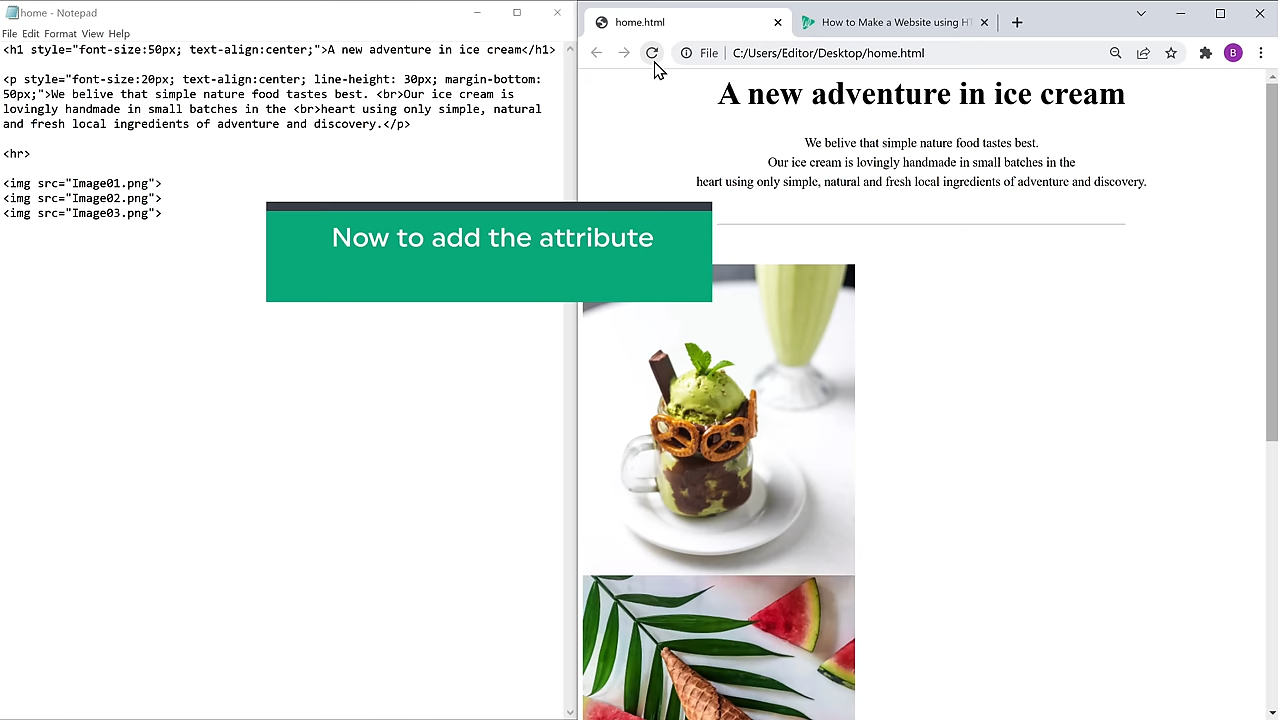 home - Notepad
File Edit Format View Help
<h1 style="font-size:50px; text-align:center;">A new adventure in ice cream</h1>
<p style="font-size:20px; text-align:center; line-height: 30px; margin-bottom:
50px;">We belive that simple nature food tastes best. <br>Our ice cream is
lovingly handmade in small batches in the <br>heart using only simple, natural
and fresh local ingredients of adventure and discovery.</p>
<hr>
<img src="Image01.png">
<img src="Image02.png">
<img src="Image03.png">
Now to add the attribute
home.html
How to Make a Website using HT
File
C:/Users/Editor/Desktop/home.html
B
A new adventure in ice cream
We belive that simple nature food tastes best.
Our ice cream is lovingly handmade in small batches in the
heart using only simple, natural and fresh local ingredients of adventure and discovery.